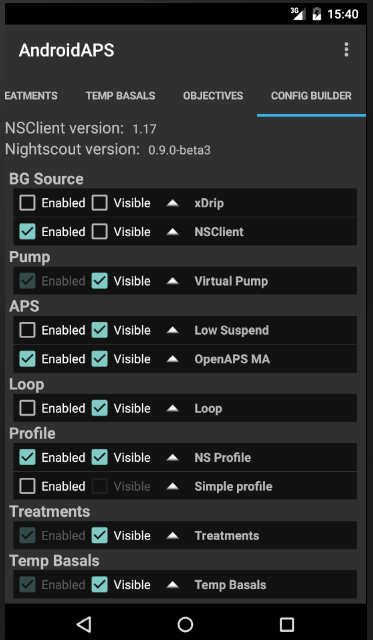 3G 15:40
AndroidAPS
EATMENTS TEMP BASALS OBJECTIVES CONFIG BUILDER
NSClient version: 1.17
Nightscout version: 0.9.0-beta3
BG Source
Enabled Visible xDrip
Enabled Visible NSClient
Pump
Enabled Visible Virtual Pump
APS
Enabled Visible Low Suspend
Enabled Visible OpenAPS MA
Loop
Enabled Visible Loop
Profile
Enabled Visible NS Profile
Enabled Visible Simple profile
Treatments
Enabled Visible Treatments
Temp Basals
Enabled Visible Temp Basals